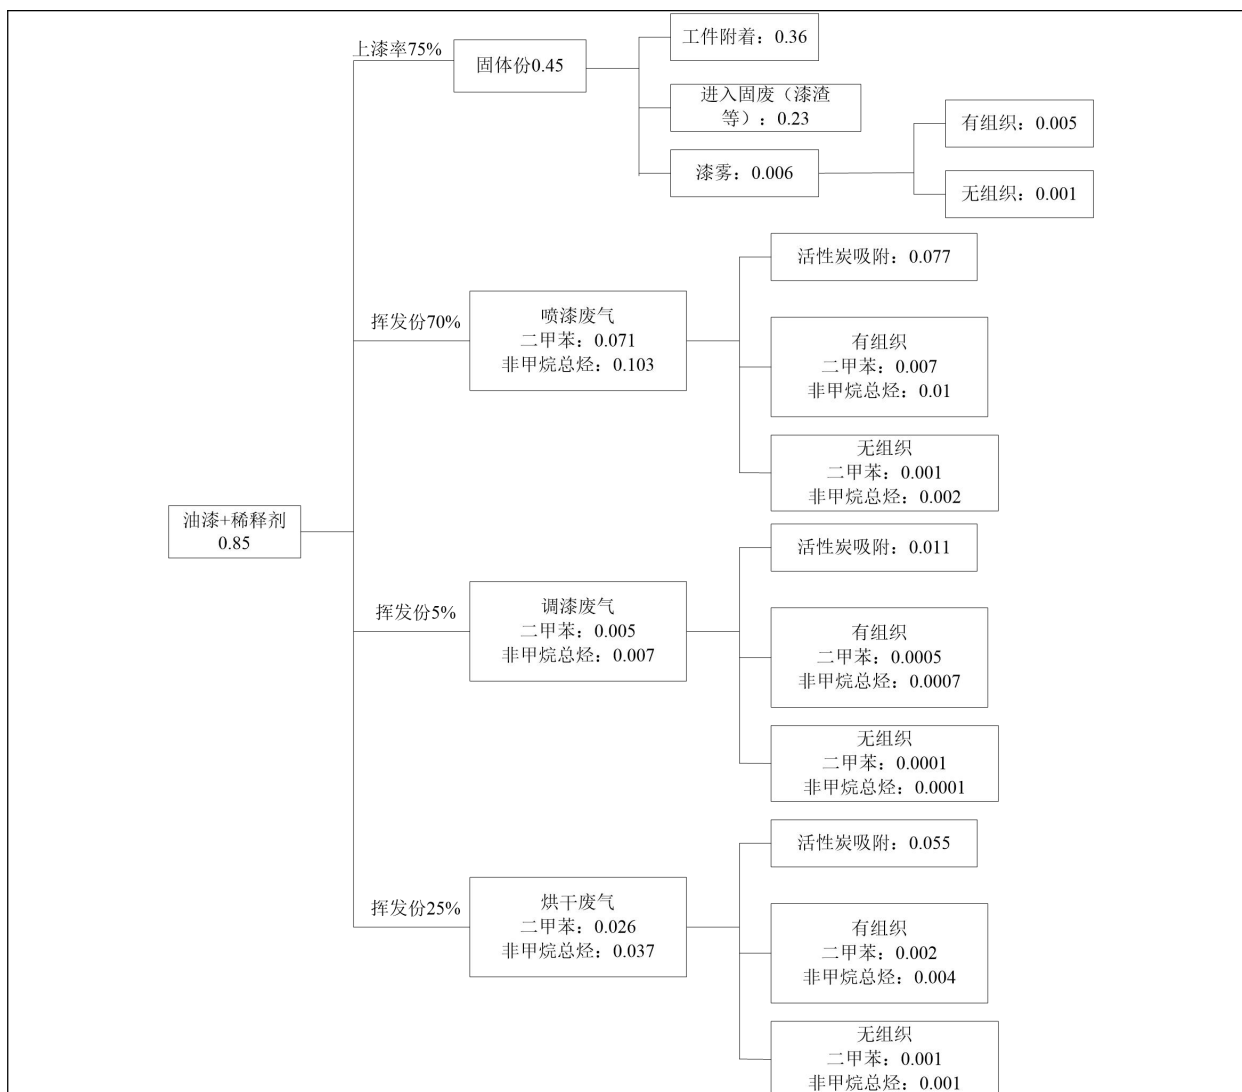 上漆率75%
固体份0.45
工件附着：0.36
进入固废（漆渣
等）：0.23
漆雾：0.006
有组织：0.005
无组织：0.001
油漆+稀释剂
0.85
挥发份70%
喷漆废气
二甲苯：0.071
非甲烷总烃：0.103
活性炭吸附：0.077
有组织
二甲苯：0.007
非甲烷总烃：0.01
无组织
二甲苯：0.001
非甲烷总烃：0.002
挥发份5%
调漆废气
二甲苯：0.005
非甲烷总烃：0.007
活性炭吸附：0.011
有组织
二甲苯：0.0005
非甲烷总烃：0.0007
无组织
二甲苯：0.0001
非甲烷总烃：0.0001
挥发份25%
烘干废气
二甲苯：0.026
非甲烷总烃：0.037
活性炭吸附：0.055
有组织
二甲苯：0.002
非甲烷总烃：0.004
无组织
二甲苯：0.001
非甲烷总烃：0.001